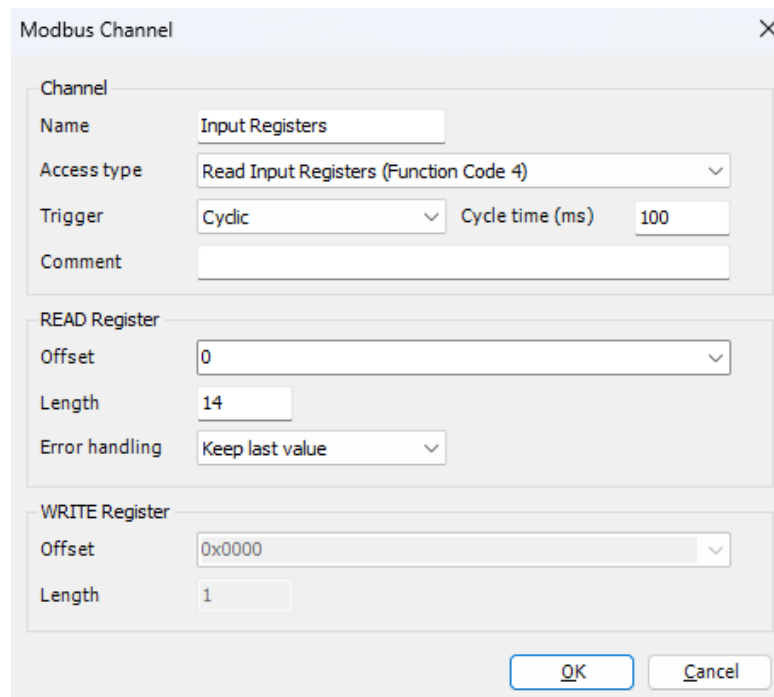 Modbus Channel
Channel
Name Input Registers
Access type Read Input Registers (Function Code 4)
Trigger Cyclic Cycle time (ms) 100
Comment
READ Register
Offset 0
Length 14
Error handling Keep last value
WRITE Register
Offset 0x0000
Length 1
OK Cancel